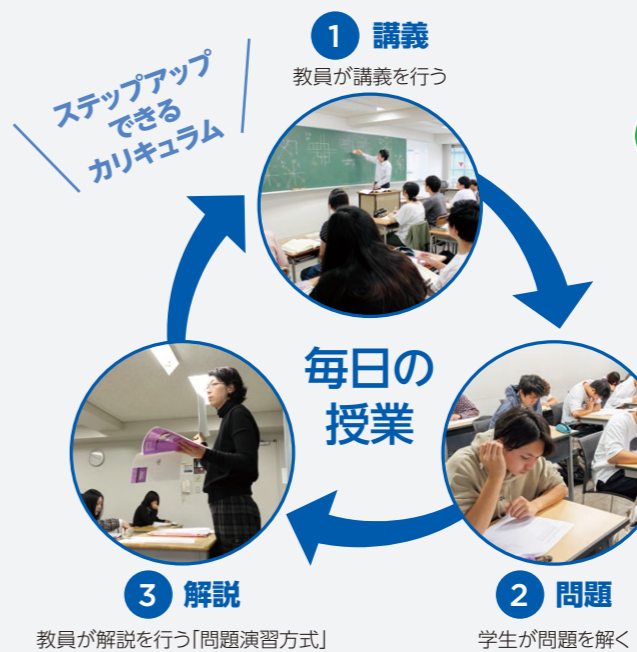 ステップアップ
できる
カリキュラム
1 講義
教員が講義を行う
毎日の
授業
3 解説
教員が解説を行う「問題演習方式」
2 問題
学生が問題を解く